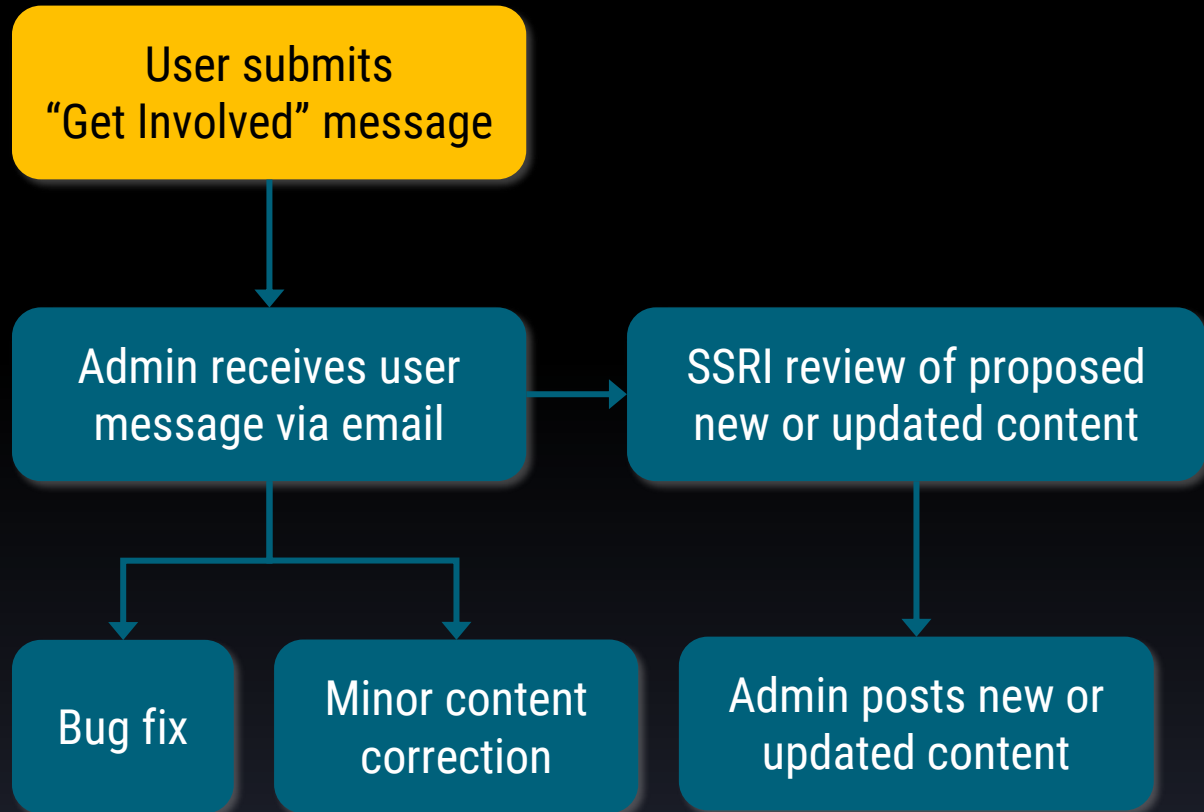 User submits
“Get Involved” message
Admin receives user
message via email
SSRI review of proposed
new or updated content
Bug fix
Minor content
correction
Admin posts new or
updated content